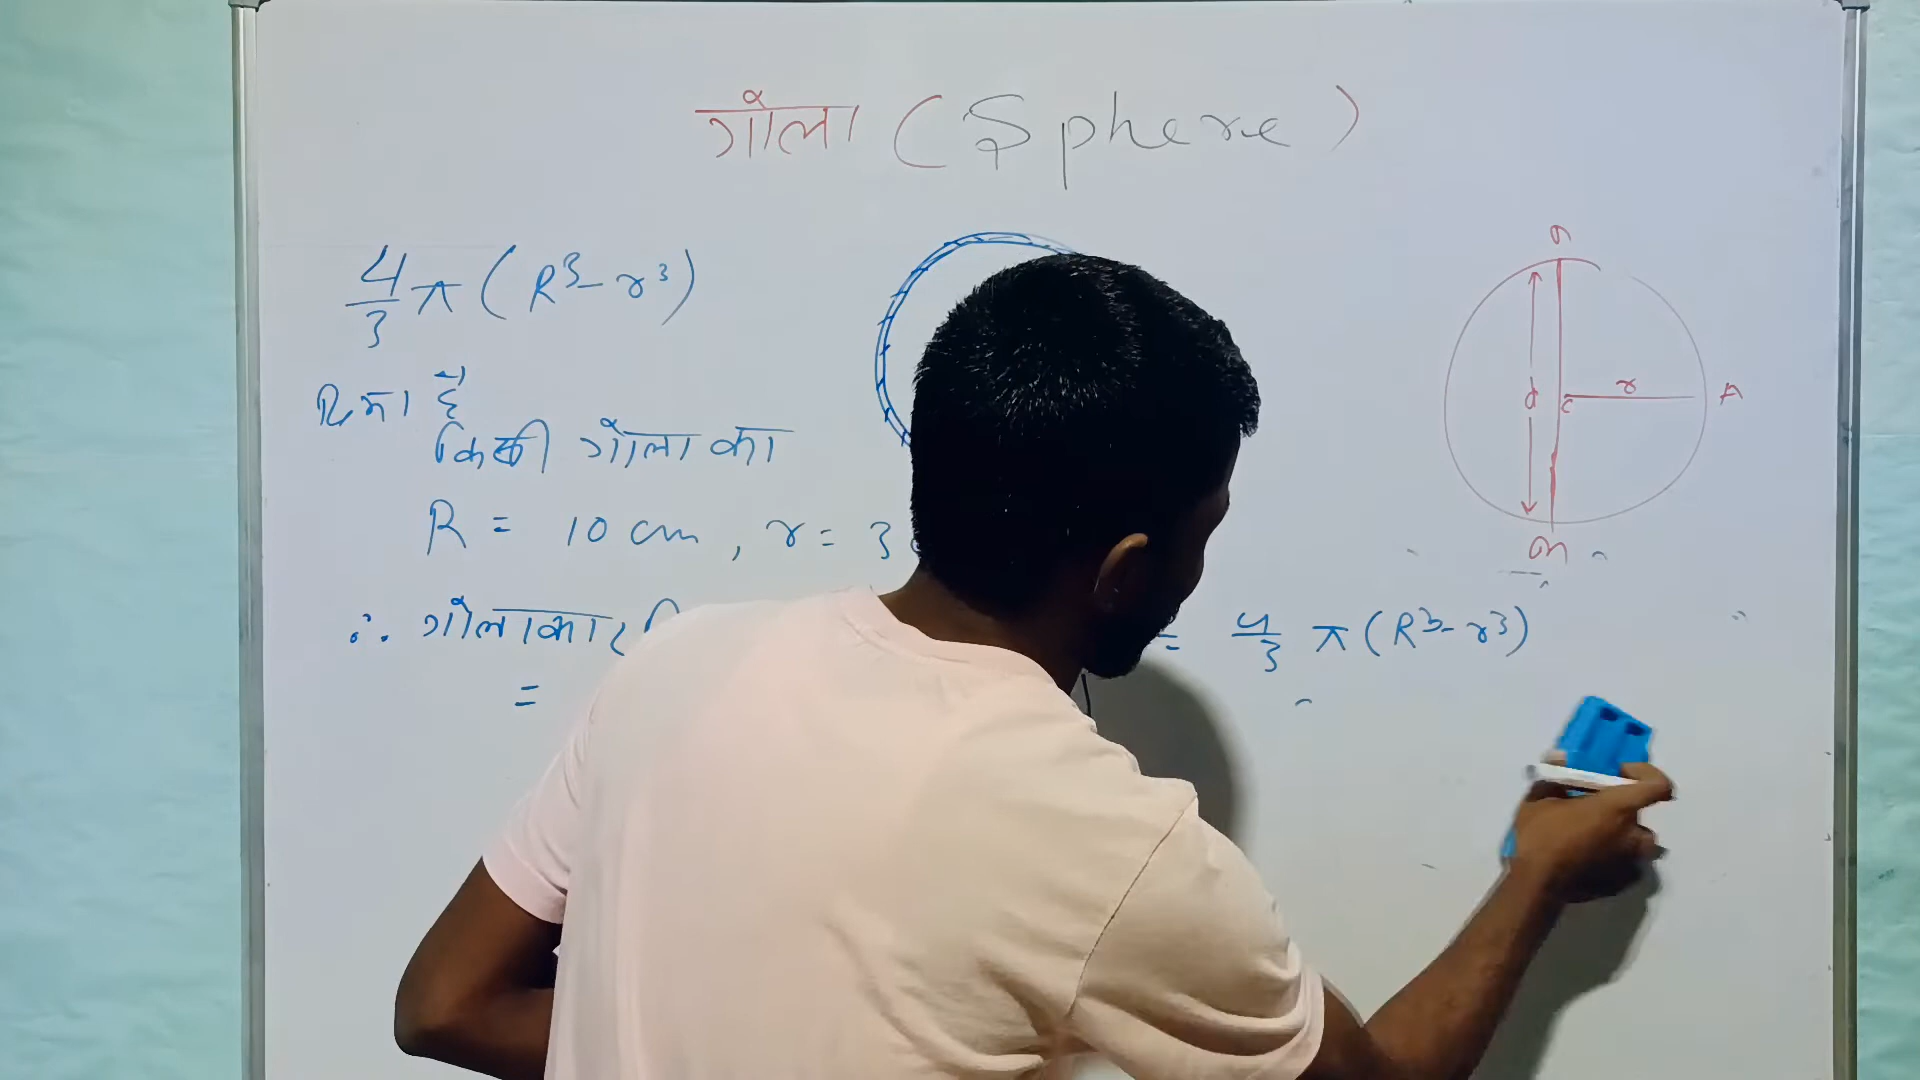 गोला (Sphere)
4/3 π (R³ - r³)
दिया है
किसी गोला का
R = 10 cm, r = 3
∴ गोलाकार = 4/3 π (R³ - r³)
=
d
c
r
A